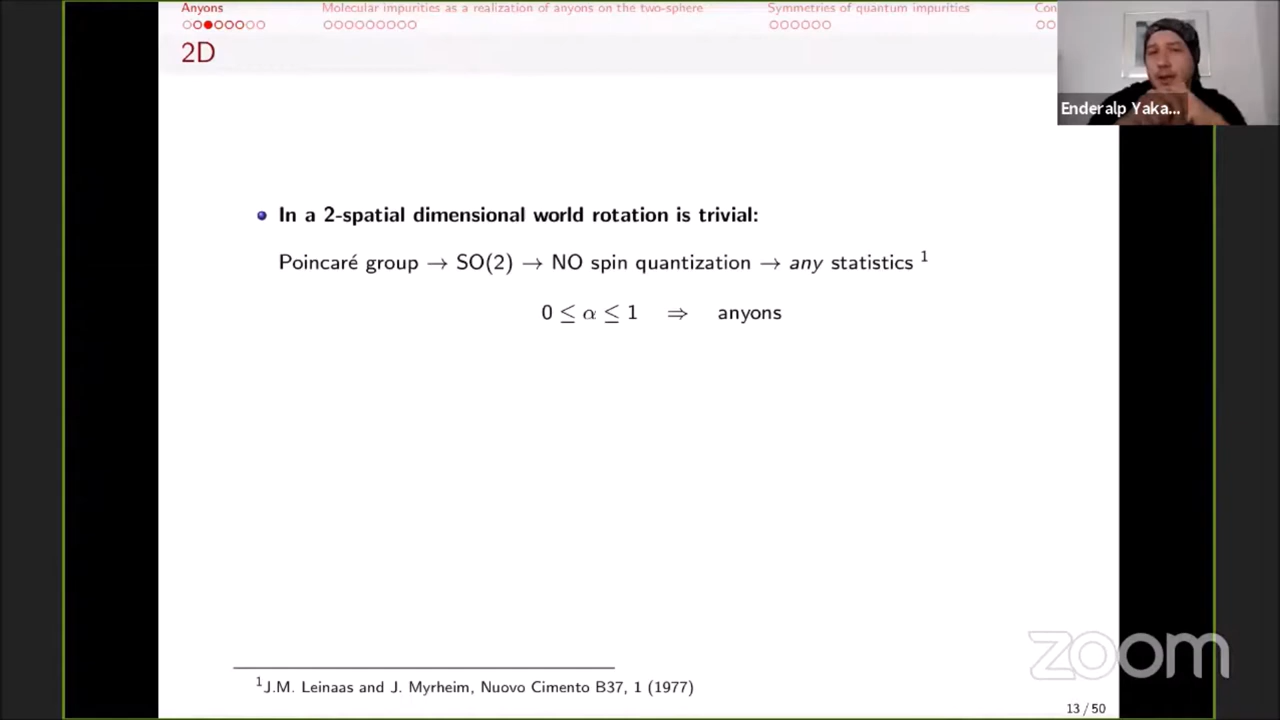 Anyons
Molecular impurities as a realization of anyons on the two-sphere
Symmetries of quantum impurities
Con
2D
Enderalp Yaka...
In a 2-spatial dimensional world rotation is trivial:
Poincaré group → SO(2) → NO spin quantization → any statistics ¹
0 ≤ α ≤ 1 ⇒ anyons
¹J.M. Leinaas and J. Myrheim, Nuovo Cimento B37, 1 (1977)
zoom
13 / 50